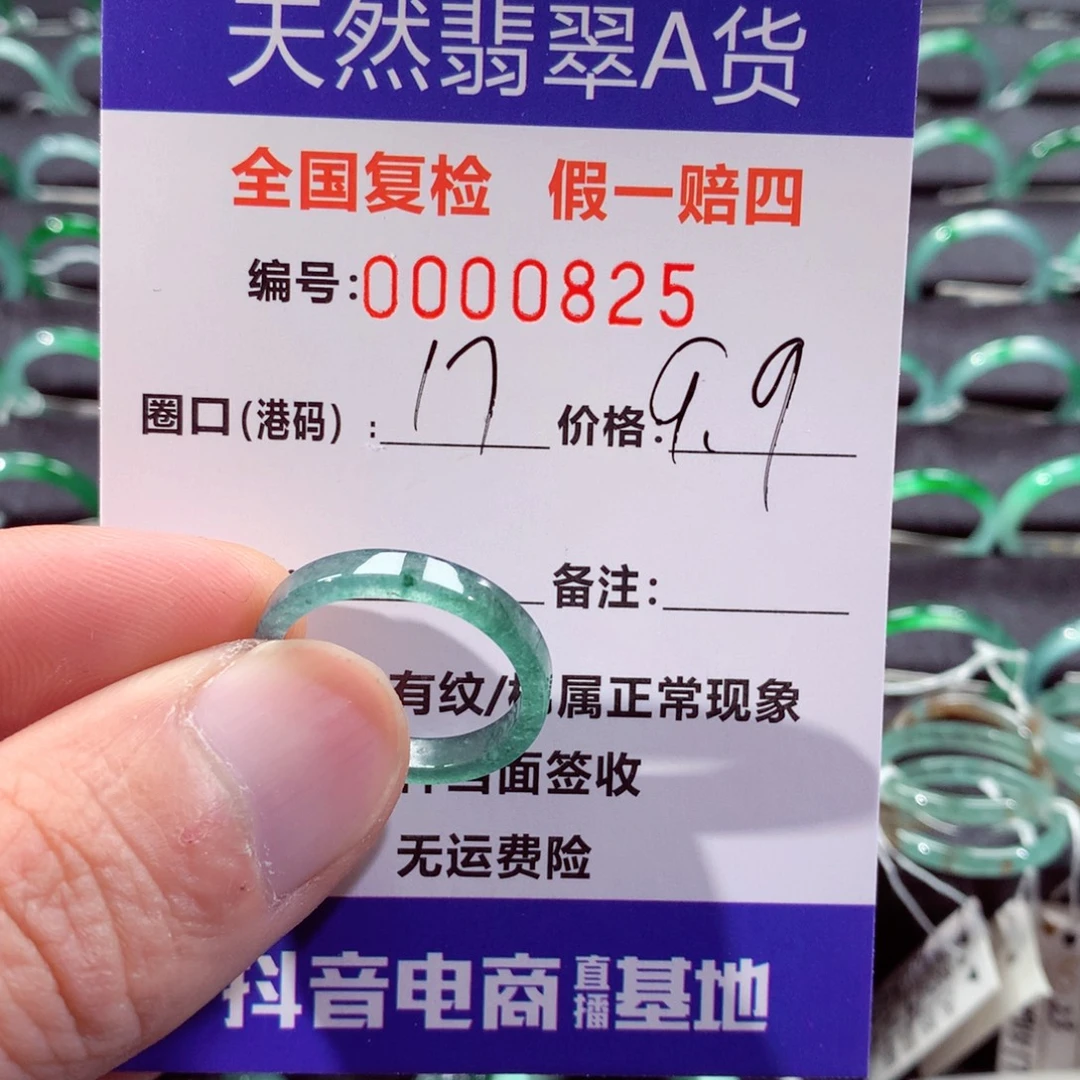 天然翡翠A货
全国复检 假一赔四
编号:0000825
圈口(港码):17 价格:9.9
备注:
有纹/属正常现象
当面签收
无运费险
抖音电商直播基地